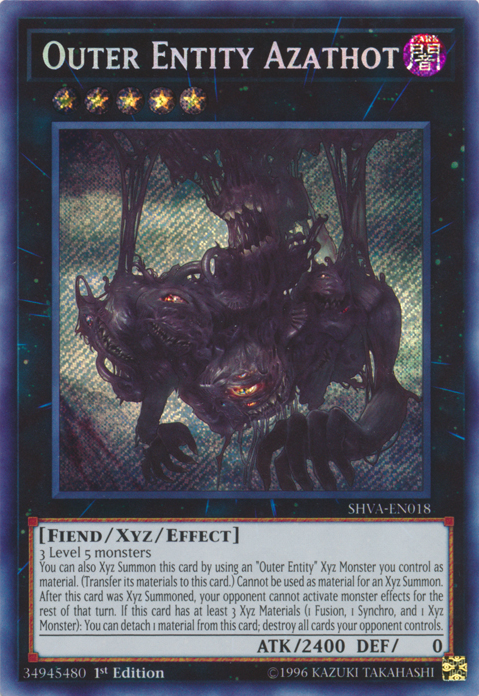 OUTER ENTITY AZATHOT
DARK
闇
SHVA-EN018
[FIEND/XYZ/EFFECT]
3 Level 5 monsters
You can also Xyz Summon this card by using an "Outer Entity" Xyz Monster you control as
material. (Transfer its materials to this card.) Cannot be used as material for an Xyz Summon.
After this card was Xyz Summoned, your opponent cannot activate monster effects for the
rest of that turn. If this card has at least 3 Xyz Materials (1 Fusion, 1 Synchro, and 1 Xyz
Monster): You can detach 1 material from this card; destroy all cards your opponent controls.
ATK/2400 DEF/ 0
34945480 1st Edition ©1996 KAZUKI TAKAHASHI